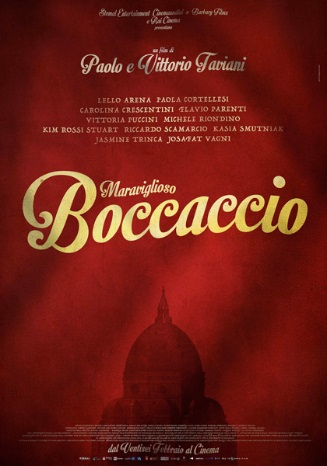 Stemal Entertainment Cinemaundici e Barbary Films
e Rai Cinema
presentano
un film di
Paolo e Vittorio Taviani
LELLO ARENA PAOLA CORTELLESI
CAROLINA CRESCENTINI FLAVIO PARENTI
VITTORIA PUCCINI MICHELE RIONDINO
KIM ROSSI STUART RICCARDO SCAMARCIO KASIA SMUTNIAK
JASMINE TRINCA JOSAFAT VAGNI
Maraviglioso
Boccaccio
dal Ventisei Febbraio al Cinema